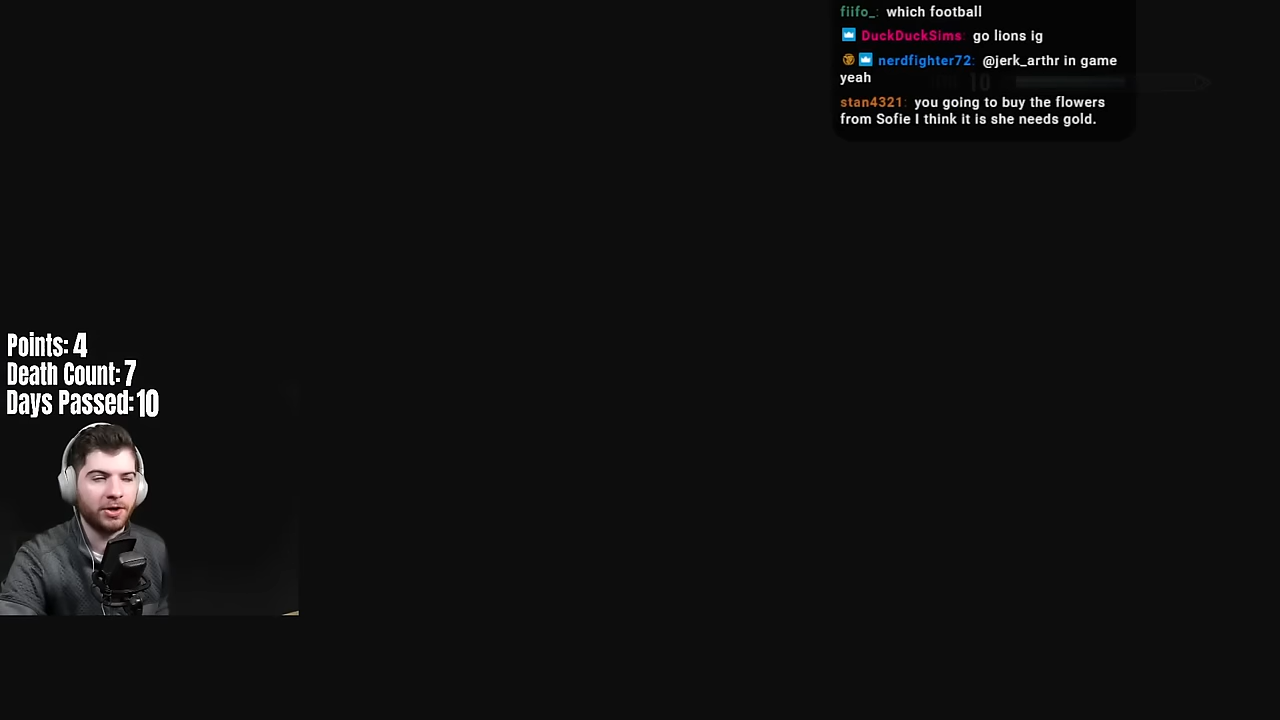 fiifo_: which football
DuckDuckSims: go lions ig
nerdfighter72: @jerk_arthr in game
yeah
10
stan4321: you going to buy the flowers
from Sofie I think it is she needs gold.
Points: 4
Death Count: 7
Days Passed: 10